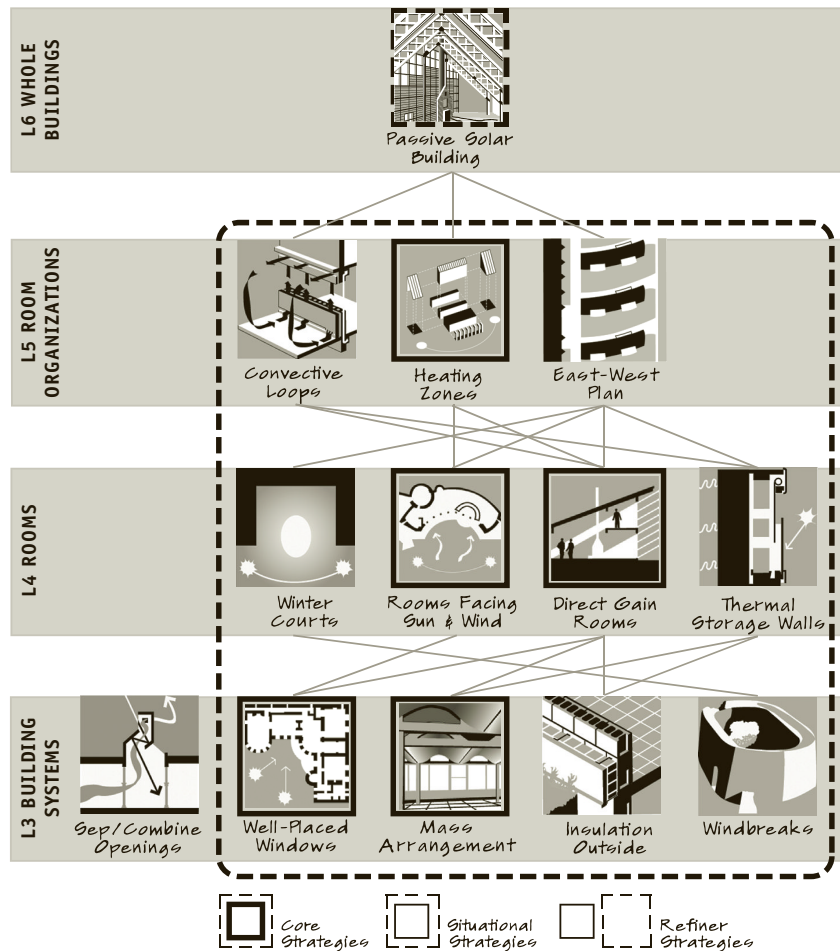 L6 WHOLE
BUILDINGS
Passive Solar
Building
L5 ROOM
ORGANIZATIONS
Convective
Loops
Heating
Zones
East-West
Plan
L4 ROOMS
Winter
Courts
Rooms Facing
Sun & Wind
Direct Gain
Rooms
Thermal
Storage Walls
L3 BUILDING
SYSTEMS
Sep/Combine
Openings
Well-Placed
Windows
Mass
Arrangement
Insulation
Outside
Windbreaks
Core
Strategies
Situational
Strategies
Refiner
Strategies